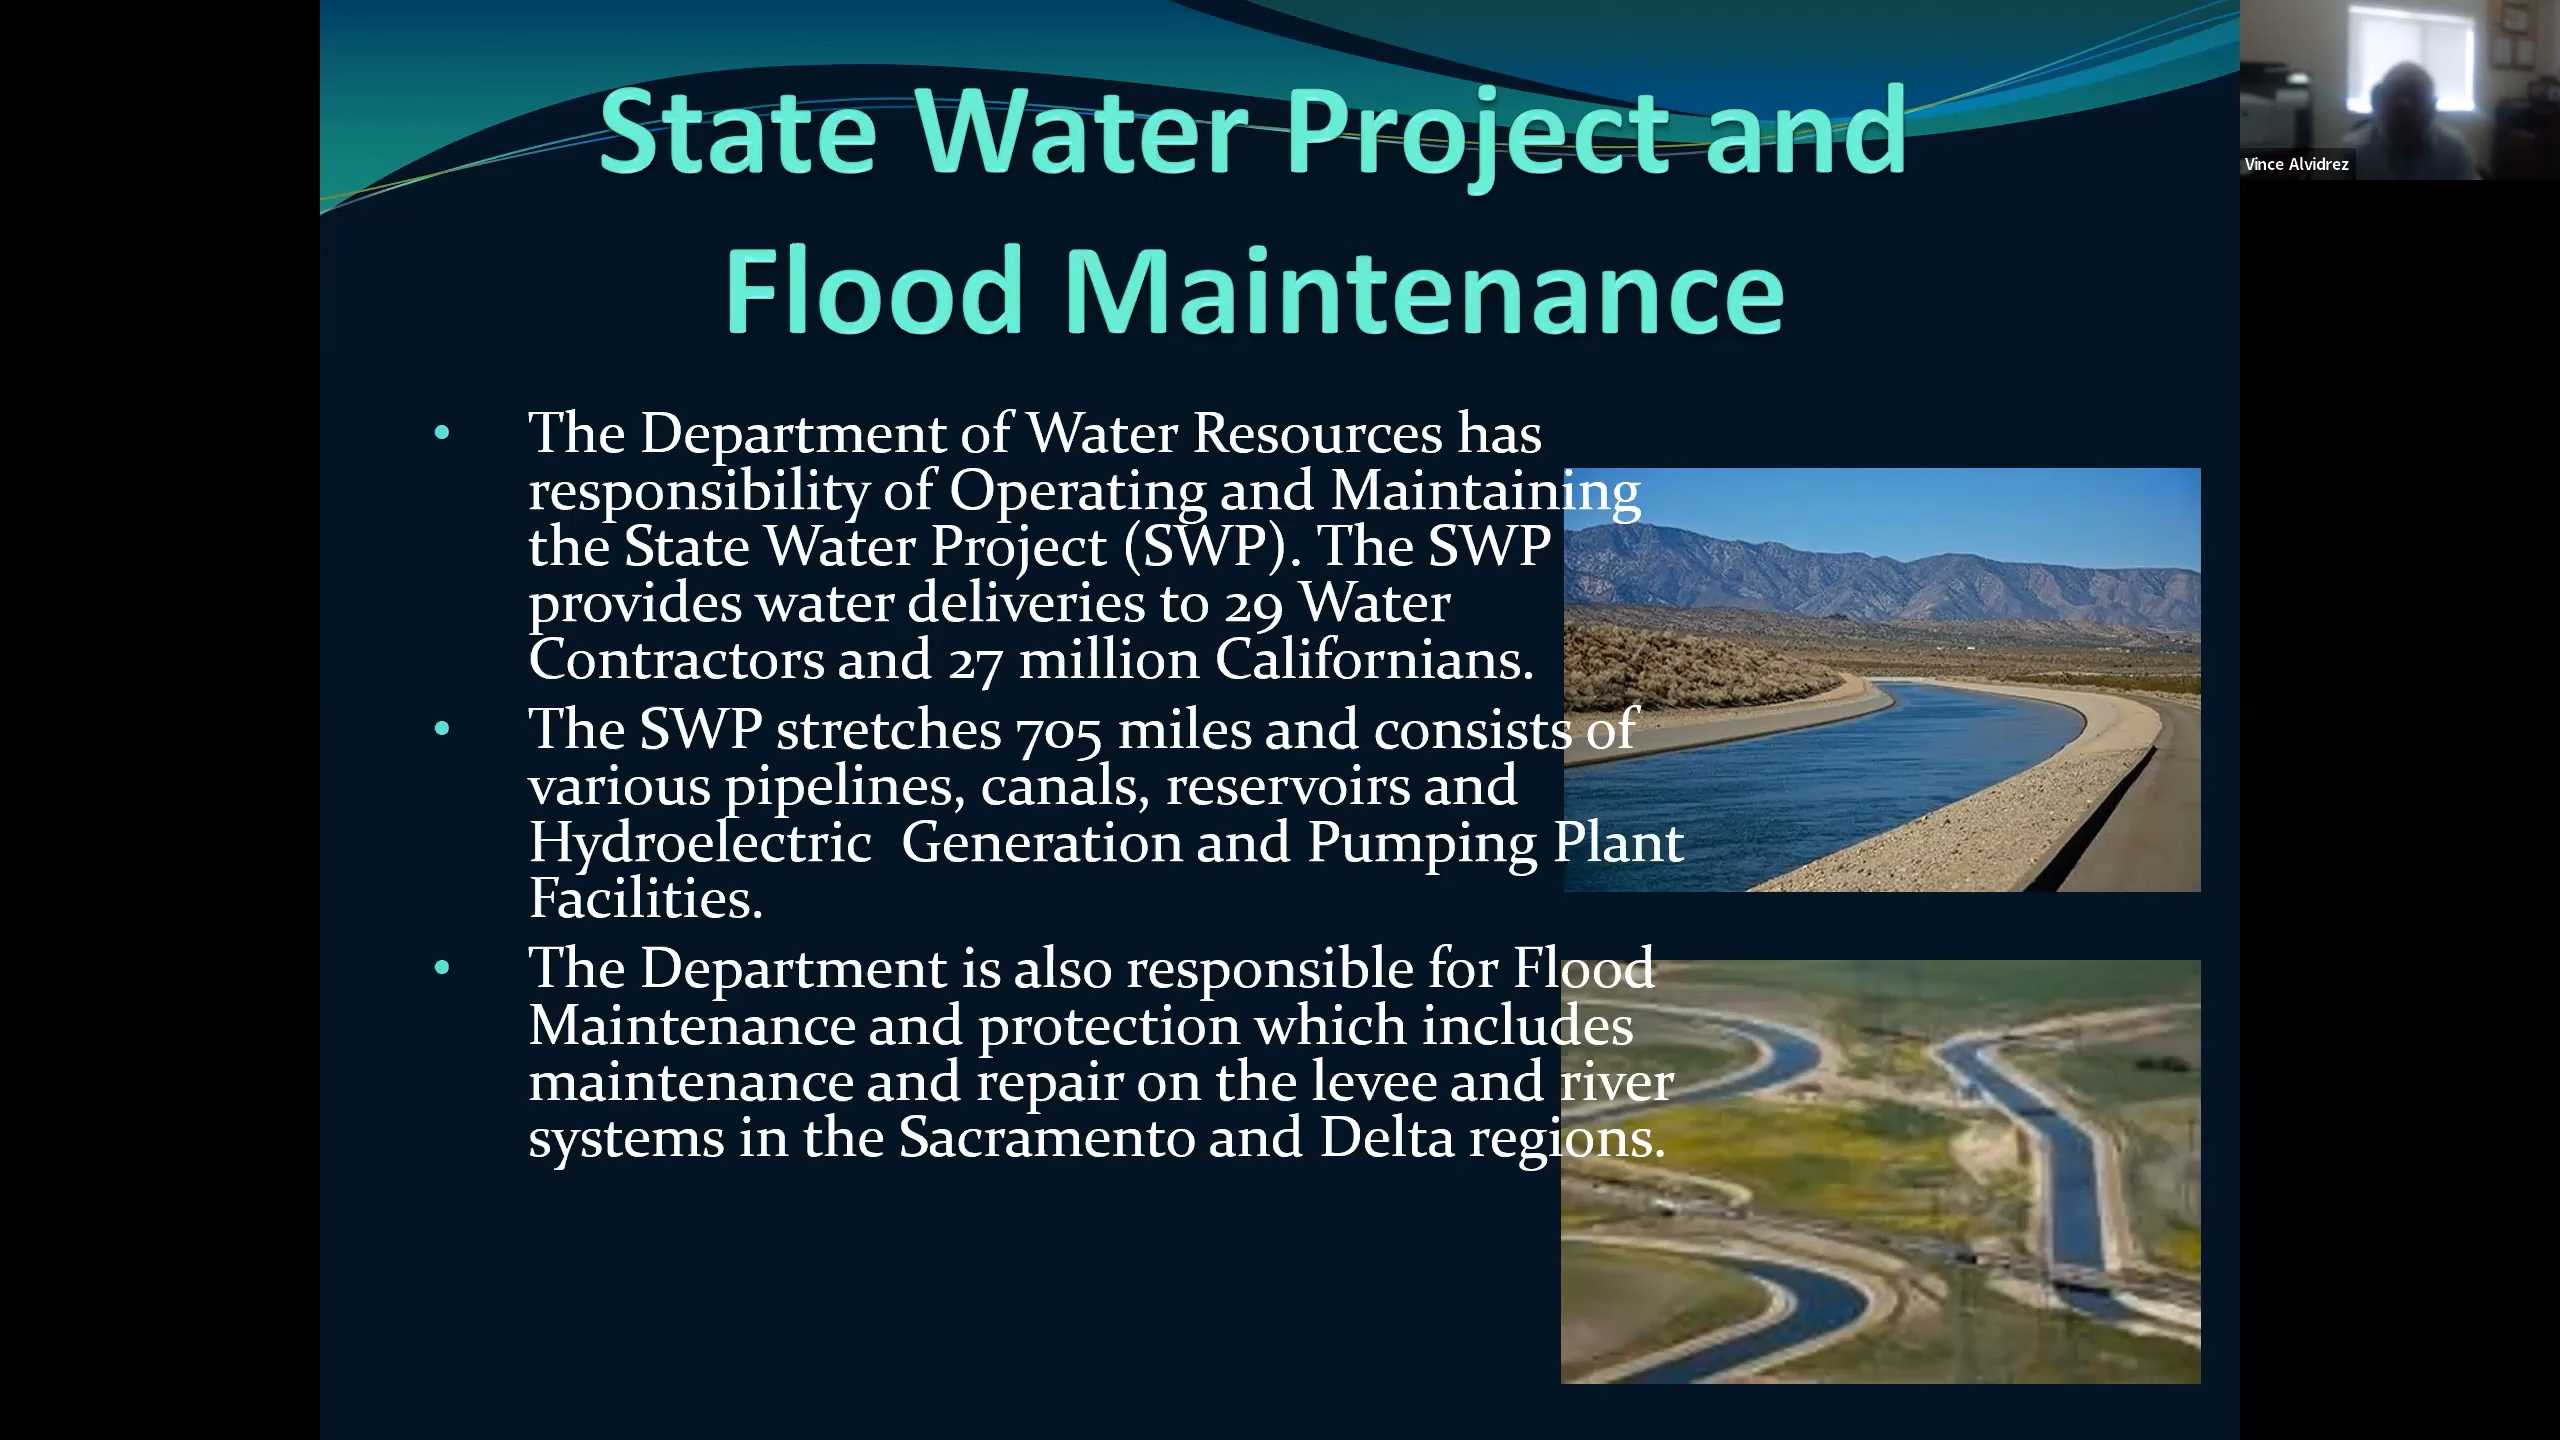 State Water Project and
Flood Maintenance
Vince Alvidrez
• The Department of Water Resources has
responsibility of Operating and Maintaining
the State Water Project (SWP). The SWP
provides water deliveries to 29 Water
Contractors and 27 million Californians.
• The SWP stretches 705 miles and consists of
various pipelines, canals, reservoirs and
Hydroelectric  Generation and Pumping Plant
Facilities.
• The Department is also responsible for Flood
Maintenance and protection which includes
maintenance and repair on the levee and river
systems in the Sacramento and Delta regions.